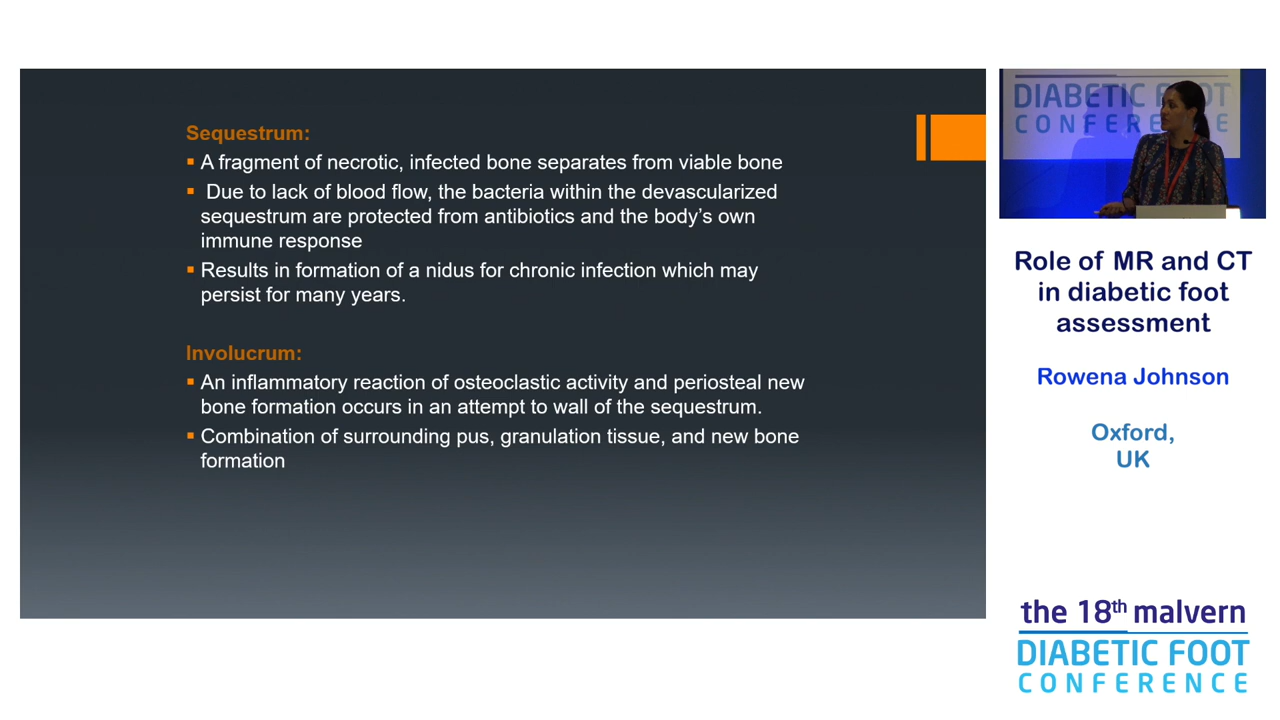 Sequestrum:
▪ A fragment of necrotic, infected bone separates from viable bone
▪ Due to lack of blood flow, the bacteria within the devascularized
sequestrum are protected from antibiotics and the body’s own
immune response
▪ Results in formation of a nidus for chronic infection which may
persist for many years.
Involucrum:
▪ An inflammatory reaction of osteoclastic activity and periosteal new
bone formation occurs in an attempt to wall of the sequestrum.
▪ Combination of surrounding pus, granulation tissue, and new bone
formation
DIABETIC FOOT
CONFERENCE
Role of MR and CT
in diabetic foot
assessment
Rowena Johnson
Oxford,
UK
the 18th malvern
DIABETIC FOOT
CONFERENCE